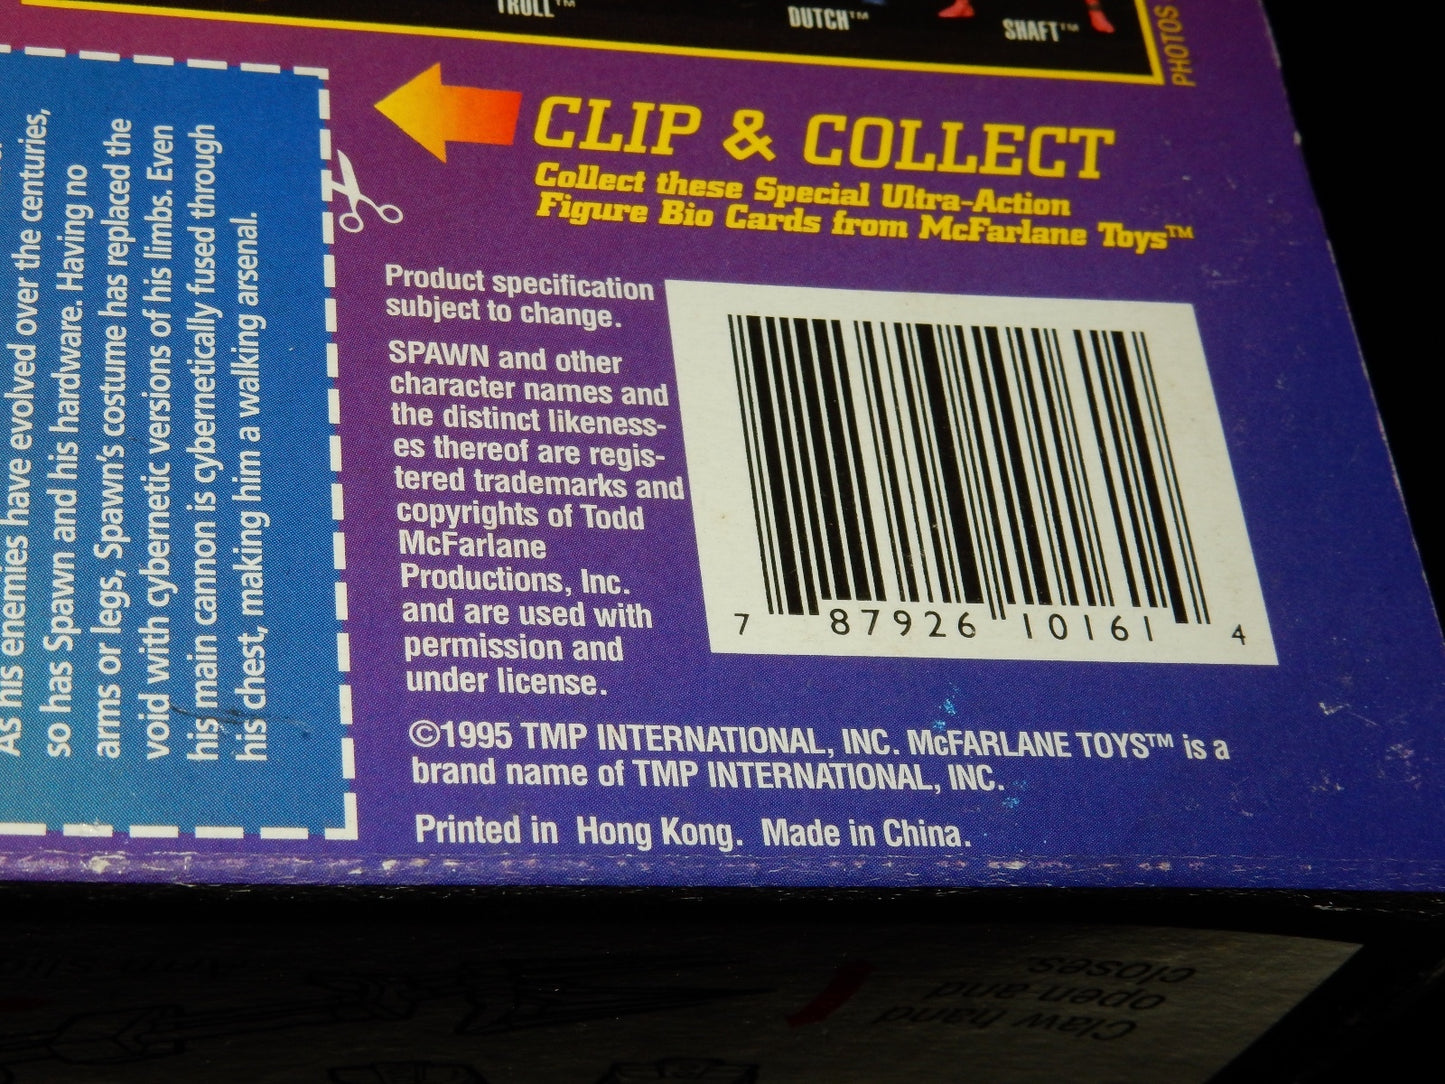 TROLL™
DUTCH™
SHAFT™
PHOTOS
CLIP & COLLECT
Collect these Special Ultra-Action
Figure Bio Cards from McFarlane Toys™
As his enemies have evolved over the centuries,
so has Spawn and his hardware. Having no
arms or legs, Spawn's costume has replaced the
void with cybernetic versions of his limbs. Even
his main cannon is cybernetically fused through
his chest, making him a walking arsenal.
Product specification
subject to change.
SPAWN and other
character names and
the distinct likeness-
es thereof are regis-
tered trademarks and
copyrights of Todd
McFarlane
Productions, Inc.
and are used with
permission and
under license.
7 87926 10161 4
©1995 TMP INTERNATIONAL, INC. McFARLANE TOYS™ is a
brand name of TMP INTERNATIONAL, INC.
Printed in Hong Kong. Made in China.
Claw hand
open and
closes.